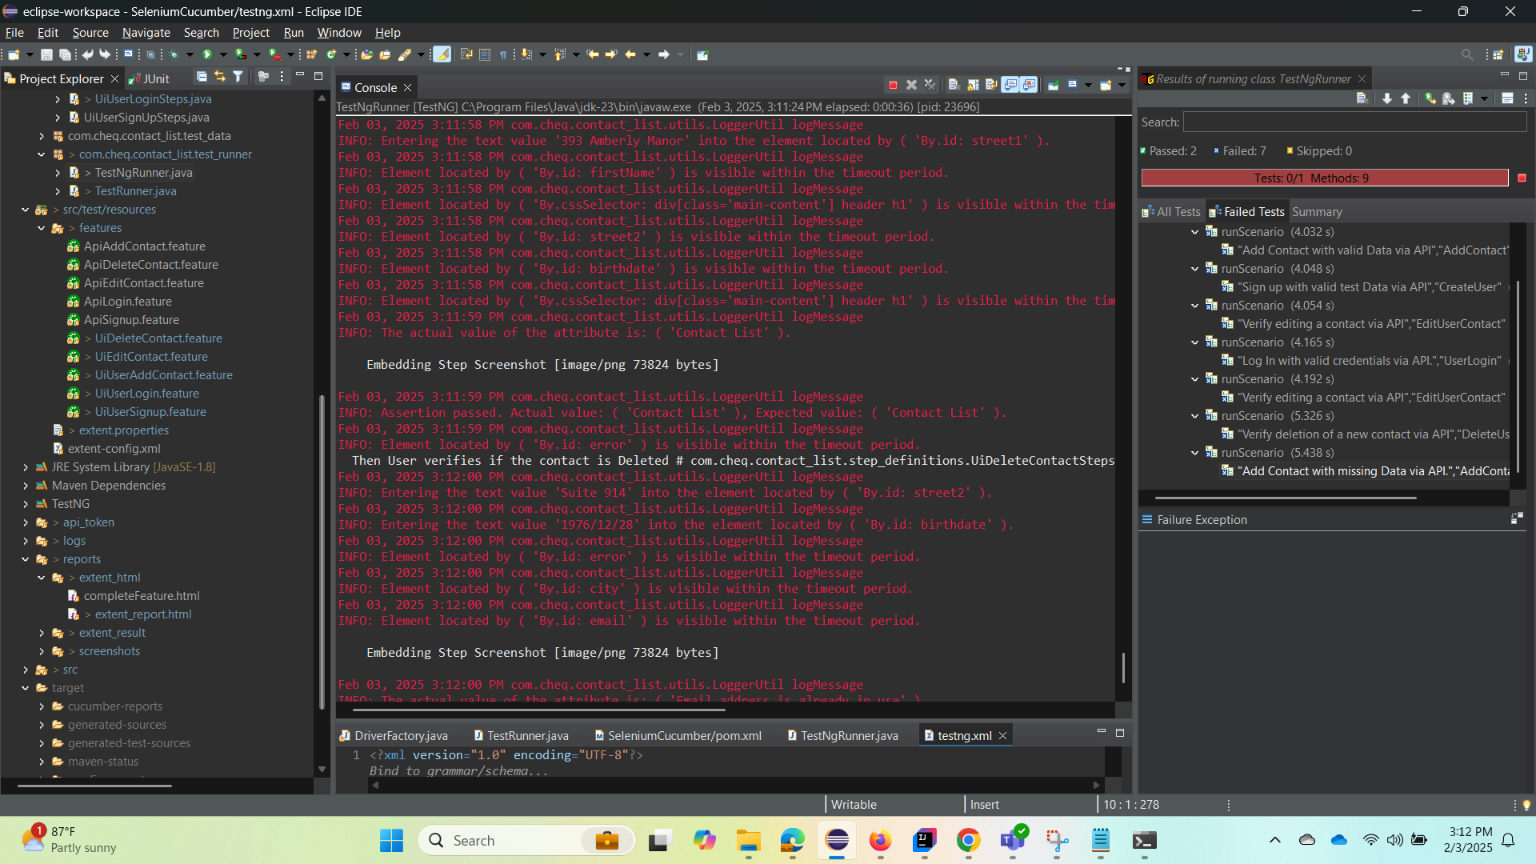 eclipse-workspace - SeleniumCucumber/testng.xml - Eclipse IDE
File Edit Source Navigate Search Project Run Window Help
Project Explorer
JUnit
> UiUserLoginSteps.java
UiUserSignUpSteps.java
com.cheq.contact_list.test_data
> com.cheq.contact_list.test_runner
> TestNgRunner.java
> TestRunner.java
> src/test/resources
> features
ApiAddContact.feature
ApiDeleteContact.feature
ApiEditContact.feature
ApiLogin.feature
ApiSignup.feature
> UiDeleteContact.feature
> UiEditContact.feature
> UiUserAddContact.feature
> UiUserLogin.feature
> UiUserSignup.feature
> extent.properties
extent-config.xml
JRE System Library [JavaSE-1.8]
Maven Dependencies
TestNG
> api_token
> logs
> reports
> extent_html
completeFeature.html
> extent_report.html
> extent_result
> screenshots
> src
target
cucumber-reports
generated-sources
generated-test-sources
maven-status
Console
TestNgRunner [TestNG] C:\Program Files\Java\jdk-23\bin\javaw.exe (Feb 3, 2025, 3:11:24 PM elapsed: 0:00:36) [pid: 23696]
Feb 03, 2025 3:11:58 PM com.cheq.contact_list.utils.LoggerUtil logMessage
INFO: Entering the text value '393 Amberly Manor' into the element located by ( 'By.id: street1' ).
Feb 03, 2025 3:11:58 PM com.cheq.contact_list.utils.LoggerUtil logMessage
INFO: Element located by ( 'By.id: firstName' ) is visible within the timeout period.
Feb 03, 2025 3:11:58 PM com.cheq.contact_list.utils.LoggerUtil logMessage
INFO: Element located by ( 'By.cssSelector: div[class='main-content'] header h1' ) is visible within the tim
Feb 03, 2025 3:11:58 PM com.cheq.contact_list.utils.LoggerUtil logMessage
INFO: Element located by ( 'By.id: street2' ) is visible within the timeout period.
Feb 03, 2025 3:11:58 PM com.cheq.contact_list.utils.LoggerUtil logMessage
INFO: Element located by ( 'By.id: birthdate' ) is visible within the timeout period.
Feb 03, 2025 3:11:58 PM com.cheq.contact_list.utils.LoggerUtil logMessage
INFO: Element located by ( 'By.cssSelector: div[class='main-content'] header h1' ) is visible within the tim
Feb 03, 2025 3:11:59 PM com.cheq.contact_list.utils.LoggerUtil logMessage
INFO: The actual value of the attribute is: ( 'Contact List' ).
Embedding Step Screenshot [image/png 73824 bytes]
Feb 03, 2025 3:11:59 PM com.cheq.contact_list.utils.LoggerUtil logMessage
INFO: Assertion passed. Actual value: ( 'Contact List' ), Expected value: ( 'Contact List' ).
Feb 03, 2025 3:11:59 PM com.cheq.contact_list.utils.LoggerUtil logMessage
INFO: Element located by ( 'By.id: error' ) is visible within the timeout period.
Then User verifies if the contact is Deleted # com.cheq.contact_list.step_definitions.UiDeleteContactSteps
Feb 03, 2025 3:12:00 PM com.cheq.contact_list.utils.LoggerUtil logMessage
INFO: Entering the text value 'Suite 914' into the element located by ( 'By.id: street2' ).
Feb 03, 2025 3:12:00 PM com.cheq.contact_list.utils.LoggerUtil logMessage
INFO: Entering the text value '1976/12/28' into the element located by ( 'By.id: birthdate' ).
Feb 03, 2025 3:12:00 PM com.cheq.contact_list.utils.LoggerUtil logMessage
INFO: Element located by ( 'By.id: error' ) is visible within the timeout period.
Feb 03, 2025 3:12:00 PM com.cheq.contact_list.utils.LoggerUtil logMessage
INFO: Element located by ( 'By.id: city' ) is visible within the timeout period.
Feb 03, 2025 3:12:00 PM com.cheq.contact_list.utils.LoggerUtil logMessage
INFO: Element located by ( 'By.id: email' ) is visible within the timeout period.
Embedding Step Screenshot [image/png 73824 bytes]
Feb 03, 2025 3:12:00 PM com.cheq.contact_list.utils.LoggerUtil logMessage
INFO: The actual value of the attribute is: ( 'Email address is already in use' )
DriverFactory.java TestRunner.java SeleniumCucumber/pom.xml TestNgRunner.java testng.xml
1 <?xml version="1.0" encoding="UTF-8"?>
Bind to grammar/schema...
Results of running class TestNgRunner
Search:
Passed: 2 Failed: 7 Skipped: 0
Tests: 0/1 Methods: 9
All Tests Failed Tests Summary
runScenario (4.032 s)
"Add Contact with valid Data via API","AddContact"
runScenario (4.048 s)
"Sign up with valid test Data via API","CreateUser"
runScenario (4.054 s)
"Verify editing a contact via API","EditUserContact"
runScenario (4.165 s)
"Log In with valid credentials via API.","UserLogin"
runScenario (4.192 s)
"Verify editing a contact via API","EditUserContact"
runScenario (5.326 s)
"Verify deletion of a new contact via API","DeleteUs
runScenario (5.438 s)
"Add Contact with missing Data via API.","AddConta
Failure Exception
Writable Insert 10 : 1 : 278
1
87°F
Partly sunny
Search
3:12 PM
2/3/2025